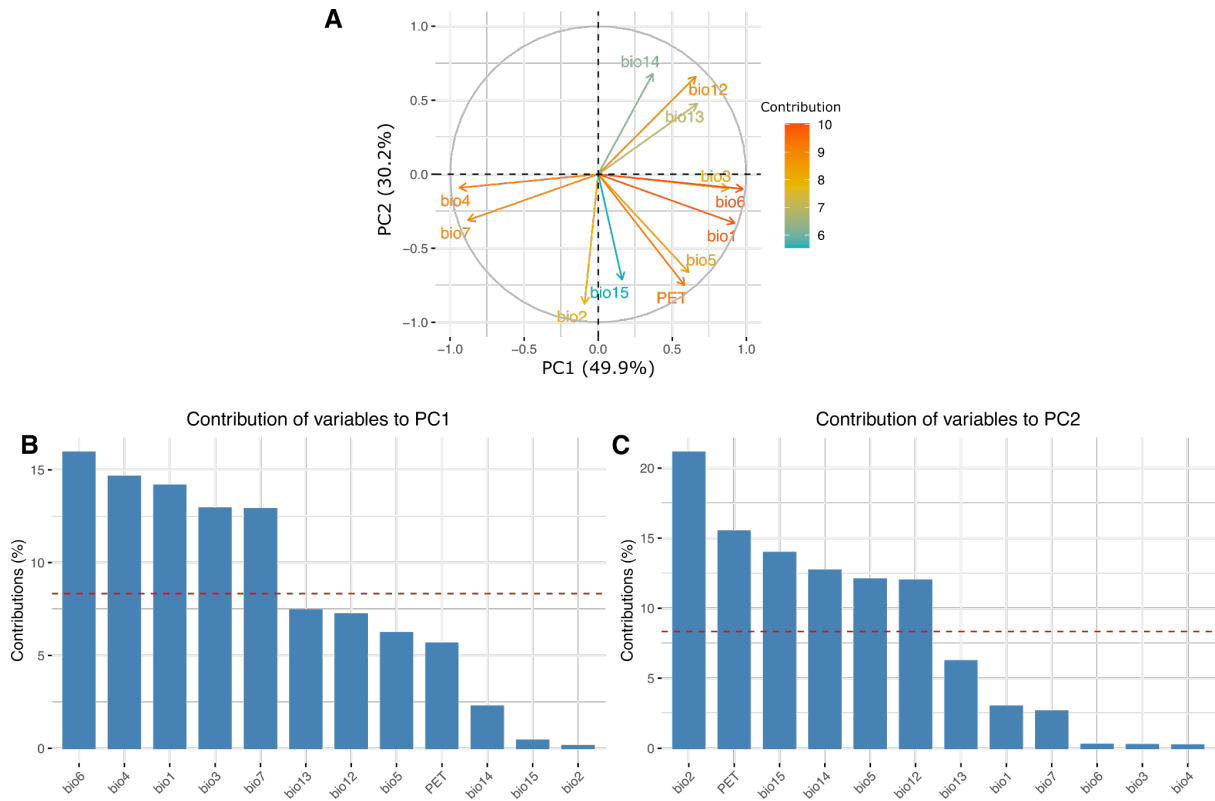 A
1.0
0.5
0.0
−0.5
−1.0
PC2 (30.2%)
bio14
bio12
bio13
bio3
bio6
bio1
bio5
PET
bio15
bio2
bio4
bio7
−1.0 −0.5 0.0 0.5 1.0
PC1 (49.9%)
Contribution
10
9
8
7
6
Contribution of variables to PC1
B
Contributions (%)
15
10
5
0
bio6 bio4 bio1 bio3 bio7 bio13 bio12 bio5 PET bio14 bio15 bio2
Contribution of variables to PC2
C
Contributions (%)
20
15
10
5
0
bio2 PET bio15 bio14 bio5 bio12 bio13 bio1 bio7 bio6 bio3 bio4